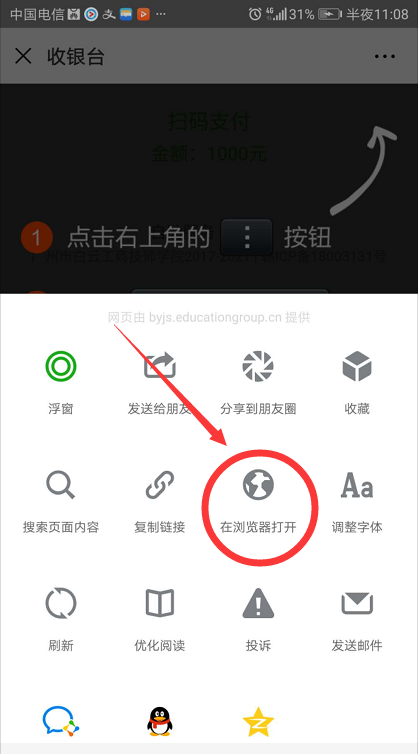 中国电信 31% 半夜11:08
收银台
扫码支付
金额：1000元
1 点击右上角的 按钮
网页由 byjs.educationgroup.cn 提供
浮窗 发送给朋友 分享到朋友圈 收藏
搜索页面内容 复制链接 在浏览器打开 调整字体
刷新 优化阅读 投诉 发送邮件